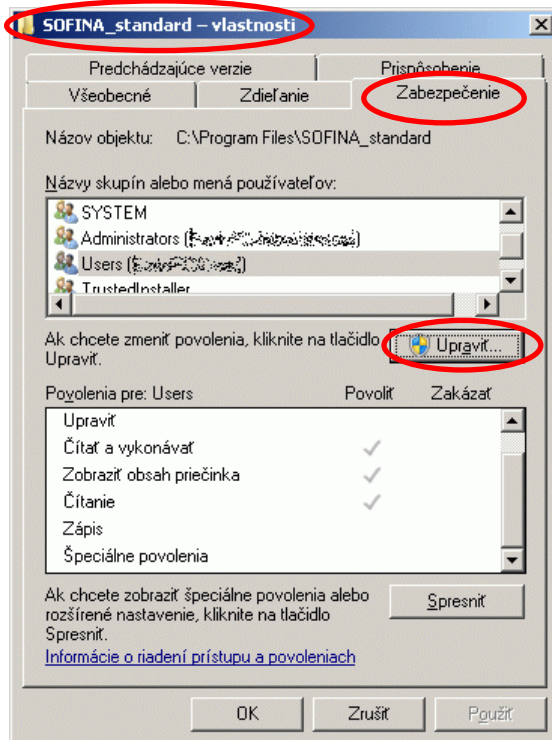 SOFINA_standard – vlastnosti
Predchádzajúce verzie Prispôsobenie
Všeobecné Zdieľanie Zabezpečenie
Názov objektu: C:\Program Files\SOFINA_standard
Názvy skupín alebo mená používateľov:
SYSTEM
Administrators (
Users (
TrustedInstaller
Ak chcete zmeniť povolenia, kliknite na tlačidlo
Upraviť.
Upraviť...
Povolenia pre: Users Povoliť Zakázať
Upraviť
Čítať a vykonávať
Zobraziť obsah priečinka
Čítanie
Zápis
Špeciálne povolenia
Ak chcete zobraziť špeciálne povolenia alebo
rozšírené nastavenie, kliknite na tlačidlo
Spresniť.
Spresniť
Informácie o riadení prístupu a povoleniach
OK Zrušiť Použiť